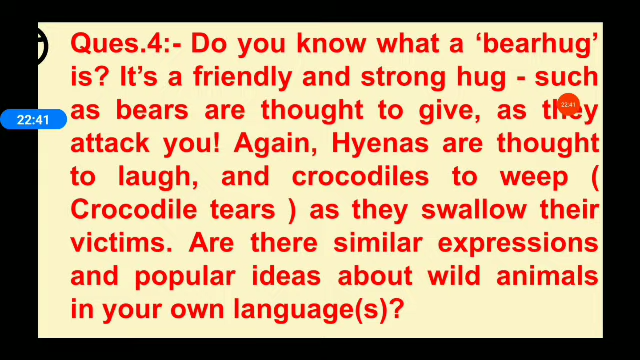 Ques.4:- Do you know what a ‘bearhug’
is? It’s a friendly and strong hug - such
as bears are thought to give, as they
22:41
22:41
attack you! Again, Hyenas are thought
to laugh, and crocodiles to weep (
Crocodile tears ) as they swallow their
victims. Are there similar expressions
and popular ideas about wild animals
in your own language(s)?